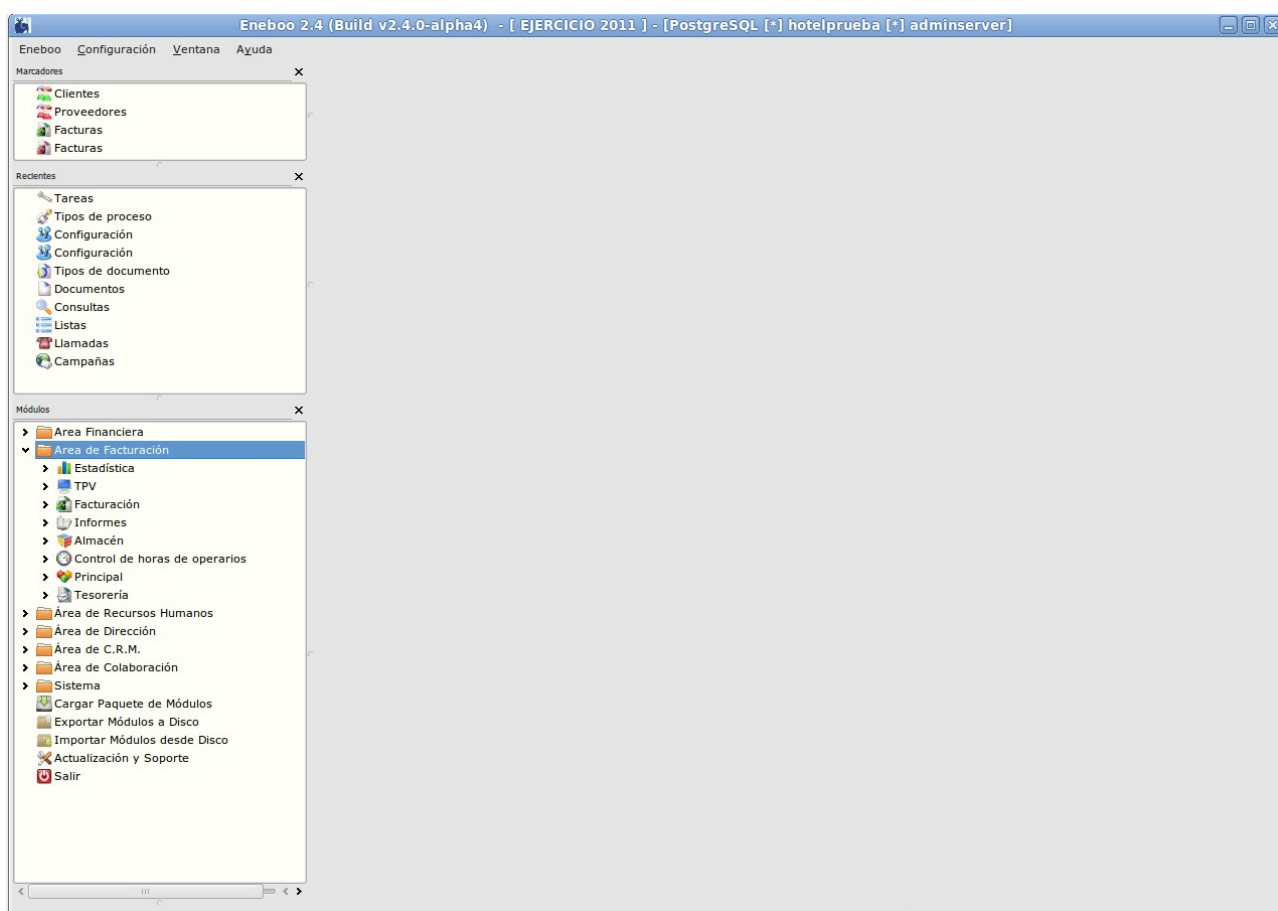 Eneboo 2.4 (Build v2.4.0-alpha4) - [ EJERCICIO 2011 ] - [PostgreSQL [*] hotelprueba [*] adminserver]
Eneboo Configuración Ventana Ayuda
Marcadores
Clientes
Proveedores
Facturas
Facturas
Recientes
Tareas
Tipos de proceso
Configuración
Configuración
Tipos de documento
Documentos
Consultas
Listas
Llamadas
Campañas
Módulos
Area Financiera
Area de Facturación
Estadística
TPV
Facturación
Informes
Almacén
Control de horas de operarios
Principal
Tesorería
Área de Recursos Humanos
Área de Dirección
Área de C.R.M.
Área de Colaboración
Sistema
Cargar Paquete de Módulos
Exportar Módulos a Disco
Importar Módulos desde Disco
Actualización y Soporte
Salir